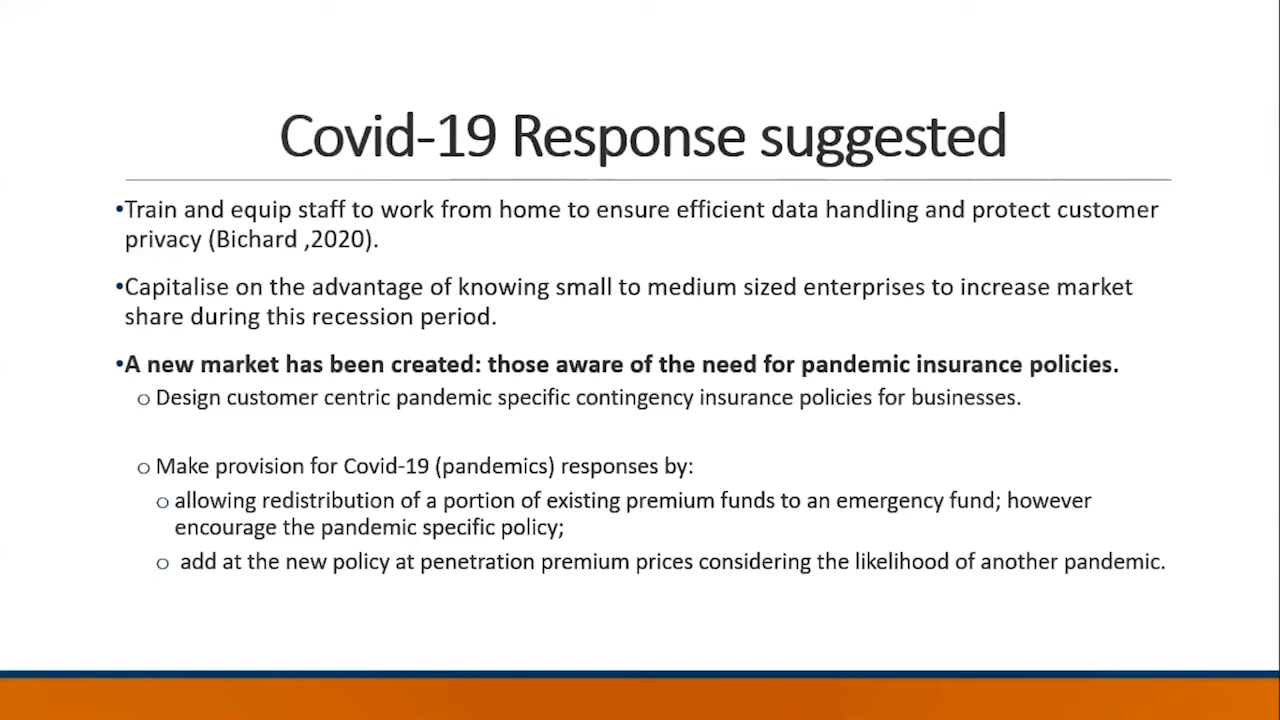 Covid-19 Response suggested
•Train and equip staff to work from home to ensure efficient data handling and protect customer
privacy (Bichard ,2020).
•Capitalise on the advantage of knowing small to medium sized enterprises to increase market
share during this recession period.
•A new market has been created: those aware of the need for pandemic insurance policies.
o Design customer centric pandemic specific contingency insurance policies for businesses.
o Make provision for Covid-19 (pandemics) responses by:
o allowing redistribution of a portion of existing premium funds to an emergency fund; however
encourage the pandemic specific policy;
o add at the new policy at penetration premium prices considering the likelihood of another pandemic.